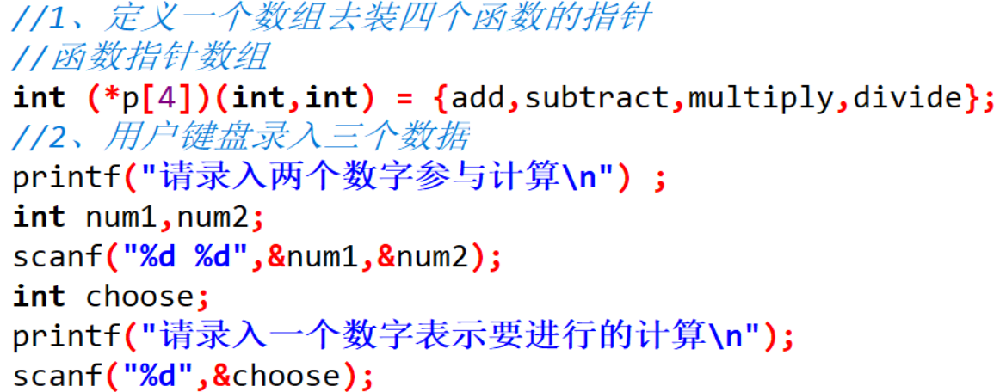 //1、定义一个数组去装四个函数的指针
//函数指针数组
int (*p[4])(int,int) = {add,subtract,multiply,divide};
//2、用户键盘录入三个数据
printf("请录入两个数字参与计算\n") ;
int num1,num2;
scanf("%d %d",&num1,&num2);
int choose;
printf("请录入一个数字表示要进行的计算\n");
scanf("%d",&choose);